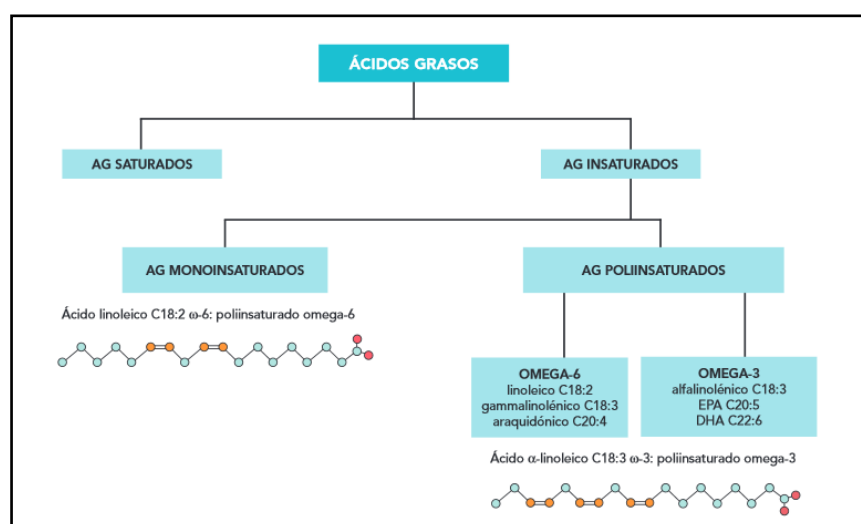 ÁCIDOS GRASOS
AG SATURADOS
AG INSATURADOS
AG MONOINSATURADOS
AG POLIINSATURADOS
Ácido linoleico C18:2 ω-6: poliinsaturado omega-6
OMEGA-6
linoleico C18:2
gammalinolénico C18:3
araquidónico C20:4
OMEGA-3
alfalinolénico C18:3
EPA C20:5
DHA C22:6
Ácido α-linoleico C18:3 ω-3: poliinsaturado omega-3